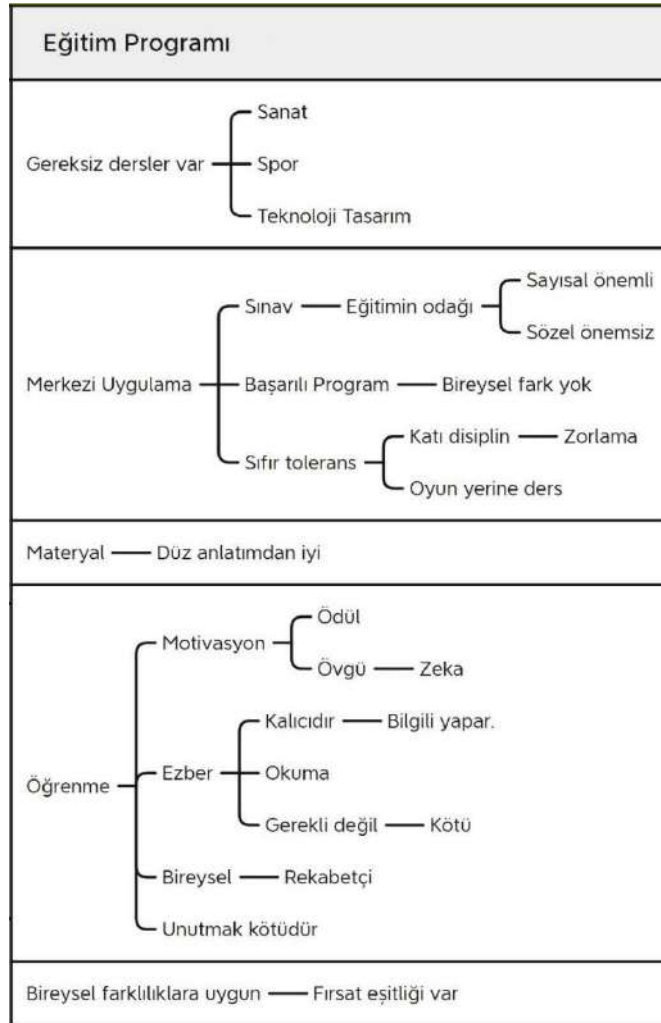 Eğitim Programı
Sanat
Gereksiz dersler var
Spor
Teknoloji Tasarım
Sayısal önemli
Sınav
Eğitimin odağı
Sözel önemsiz
Merkezi Uygulama
Başarılı Program
Bireysel fark yok
Katı disiplin
Zorlama
Sıfır tolerans
Oyun yerine ders
Materyal
Düz anlatımdan iyi
Ödül
Motivasyon
Övgü
Zeka
Kalıcıdır
Bilgili yapar.
Öğrenme
Ezber
Okuma
Gerekli değil
Kötü
Bireysel
Rekabetçi
Unutmak kötüdür
Bireysel farklılıklara uygun
Fırsat eşitliği var